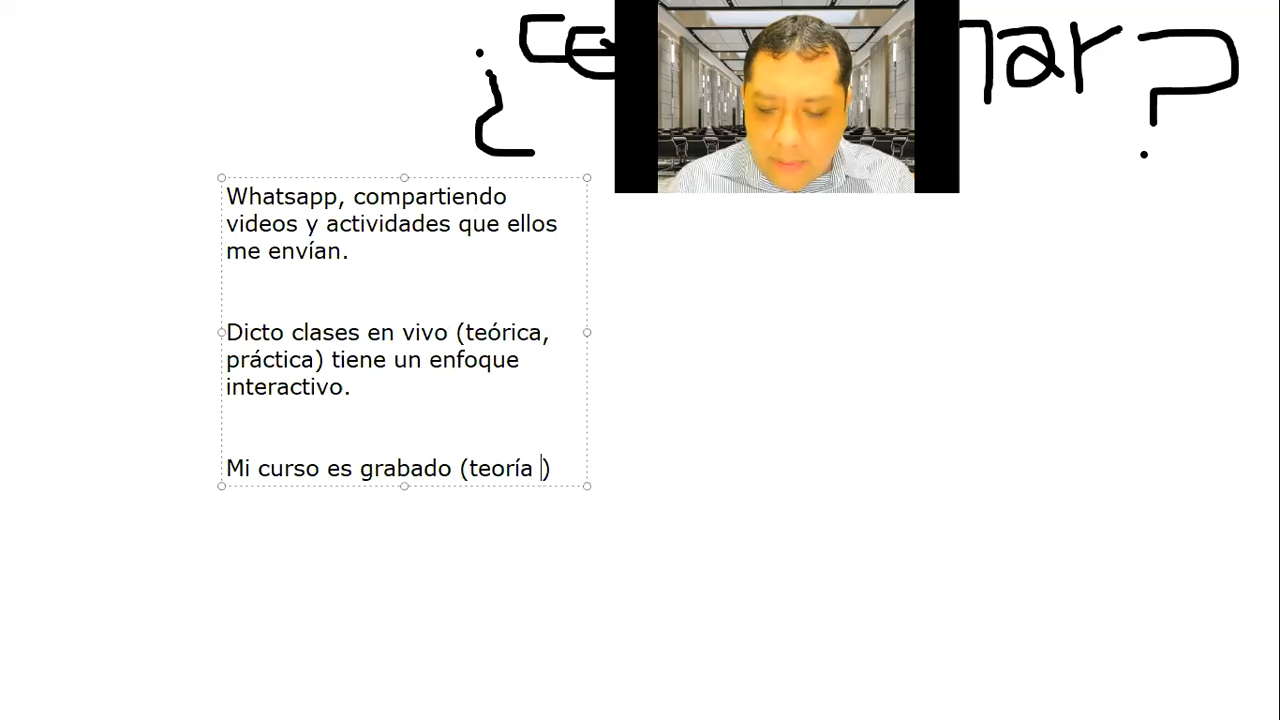 ¿ ar?
Whatsapp, compartiendo
videos y actividades que ellos
me envían.
Dicto clases en vivo (teórica,
práctica) tiene un enfoque
interactivo.
Mi curso es grabado (teoría )